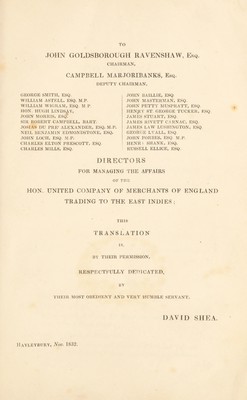 TO
JOHN GOLDSBOROUGH RAVENSHAW, Esq.
CHAIRMAN,
CAMPBELL MARJORIBANKS, Esq.
DEPUTY CHAIRMAN,
GEORGE SMITH, ESQ.
WILLIAM ASTELL, ESQ. M.P.
WILLIAM WIGRAM, ESQ. M.P.
HON. HUGH LINDSAY,
JOHN MORRIS, ESQ.
SIR ROBERT CAMPBELL, BART.
JOSIAS DU PRE' ALEXANDER, ESQ. M.P.
NEIL BENJAMIN EDMONSTONE, ESQ.
JOHN LOCH, ESQ. M.P.
CHARLES ELTON PRESCOTT, ESQ.
CHARLES MILLS, ESQ.
JOHN BAILLIE, ESQ.
JOHN MASTERMAN, ESQ.
JOHN PETTY MUSPRATT, ESQ.
HENRY ST GEORGE TUCKER, ESQ.
JAMES STUART, ESQ.
JAMES RIVETT CARNAC, ESQ.
JAMES LAW LUSHINGTON, ESQ.
GEORGE LYALL, ESQ.
JOHN FORBES, ESQ. M.P.
HENRY SHANK, ESQ.
RUSSELL ELLICE, ESQ.
DIRECTORS
FOR MANAGING THE AFFAIRS
OF THE
HON. UNITED COMPANY OF MERCHANTS OF ENGLAND
TRADING TO THE EAST INDIES;
THIS
TRANSLATION
IS,
BY THEIR PERMISSION,
RESPECTFULLY DEDICATED,
BY
THEIR MOST OBEDIENT AND VERY HUMBLE SERVANT,
DAVID SHEA.
HAYLEYBURY, Nov. 1832.